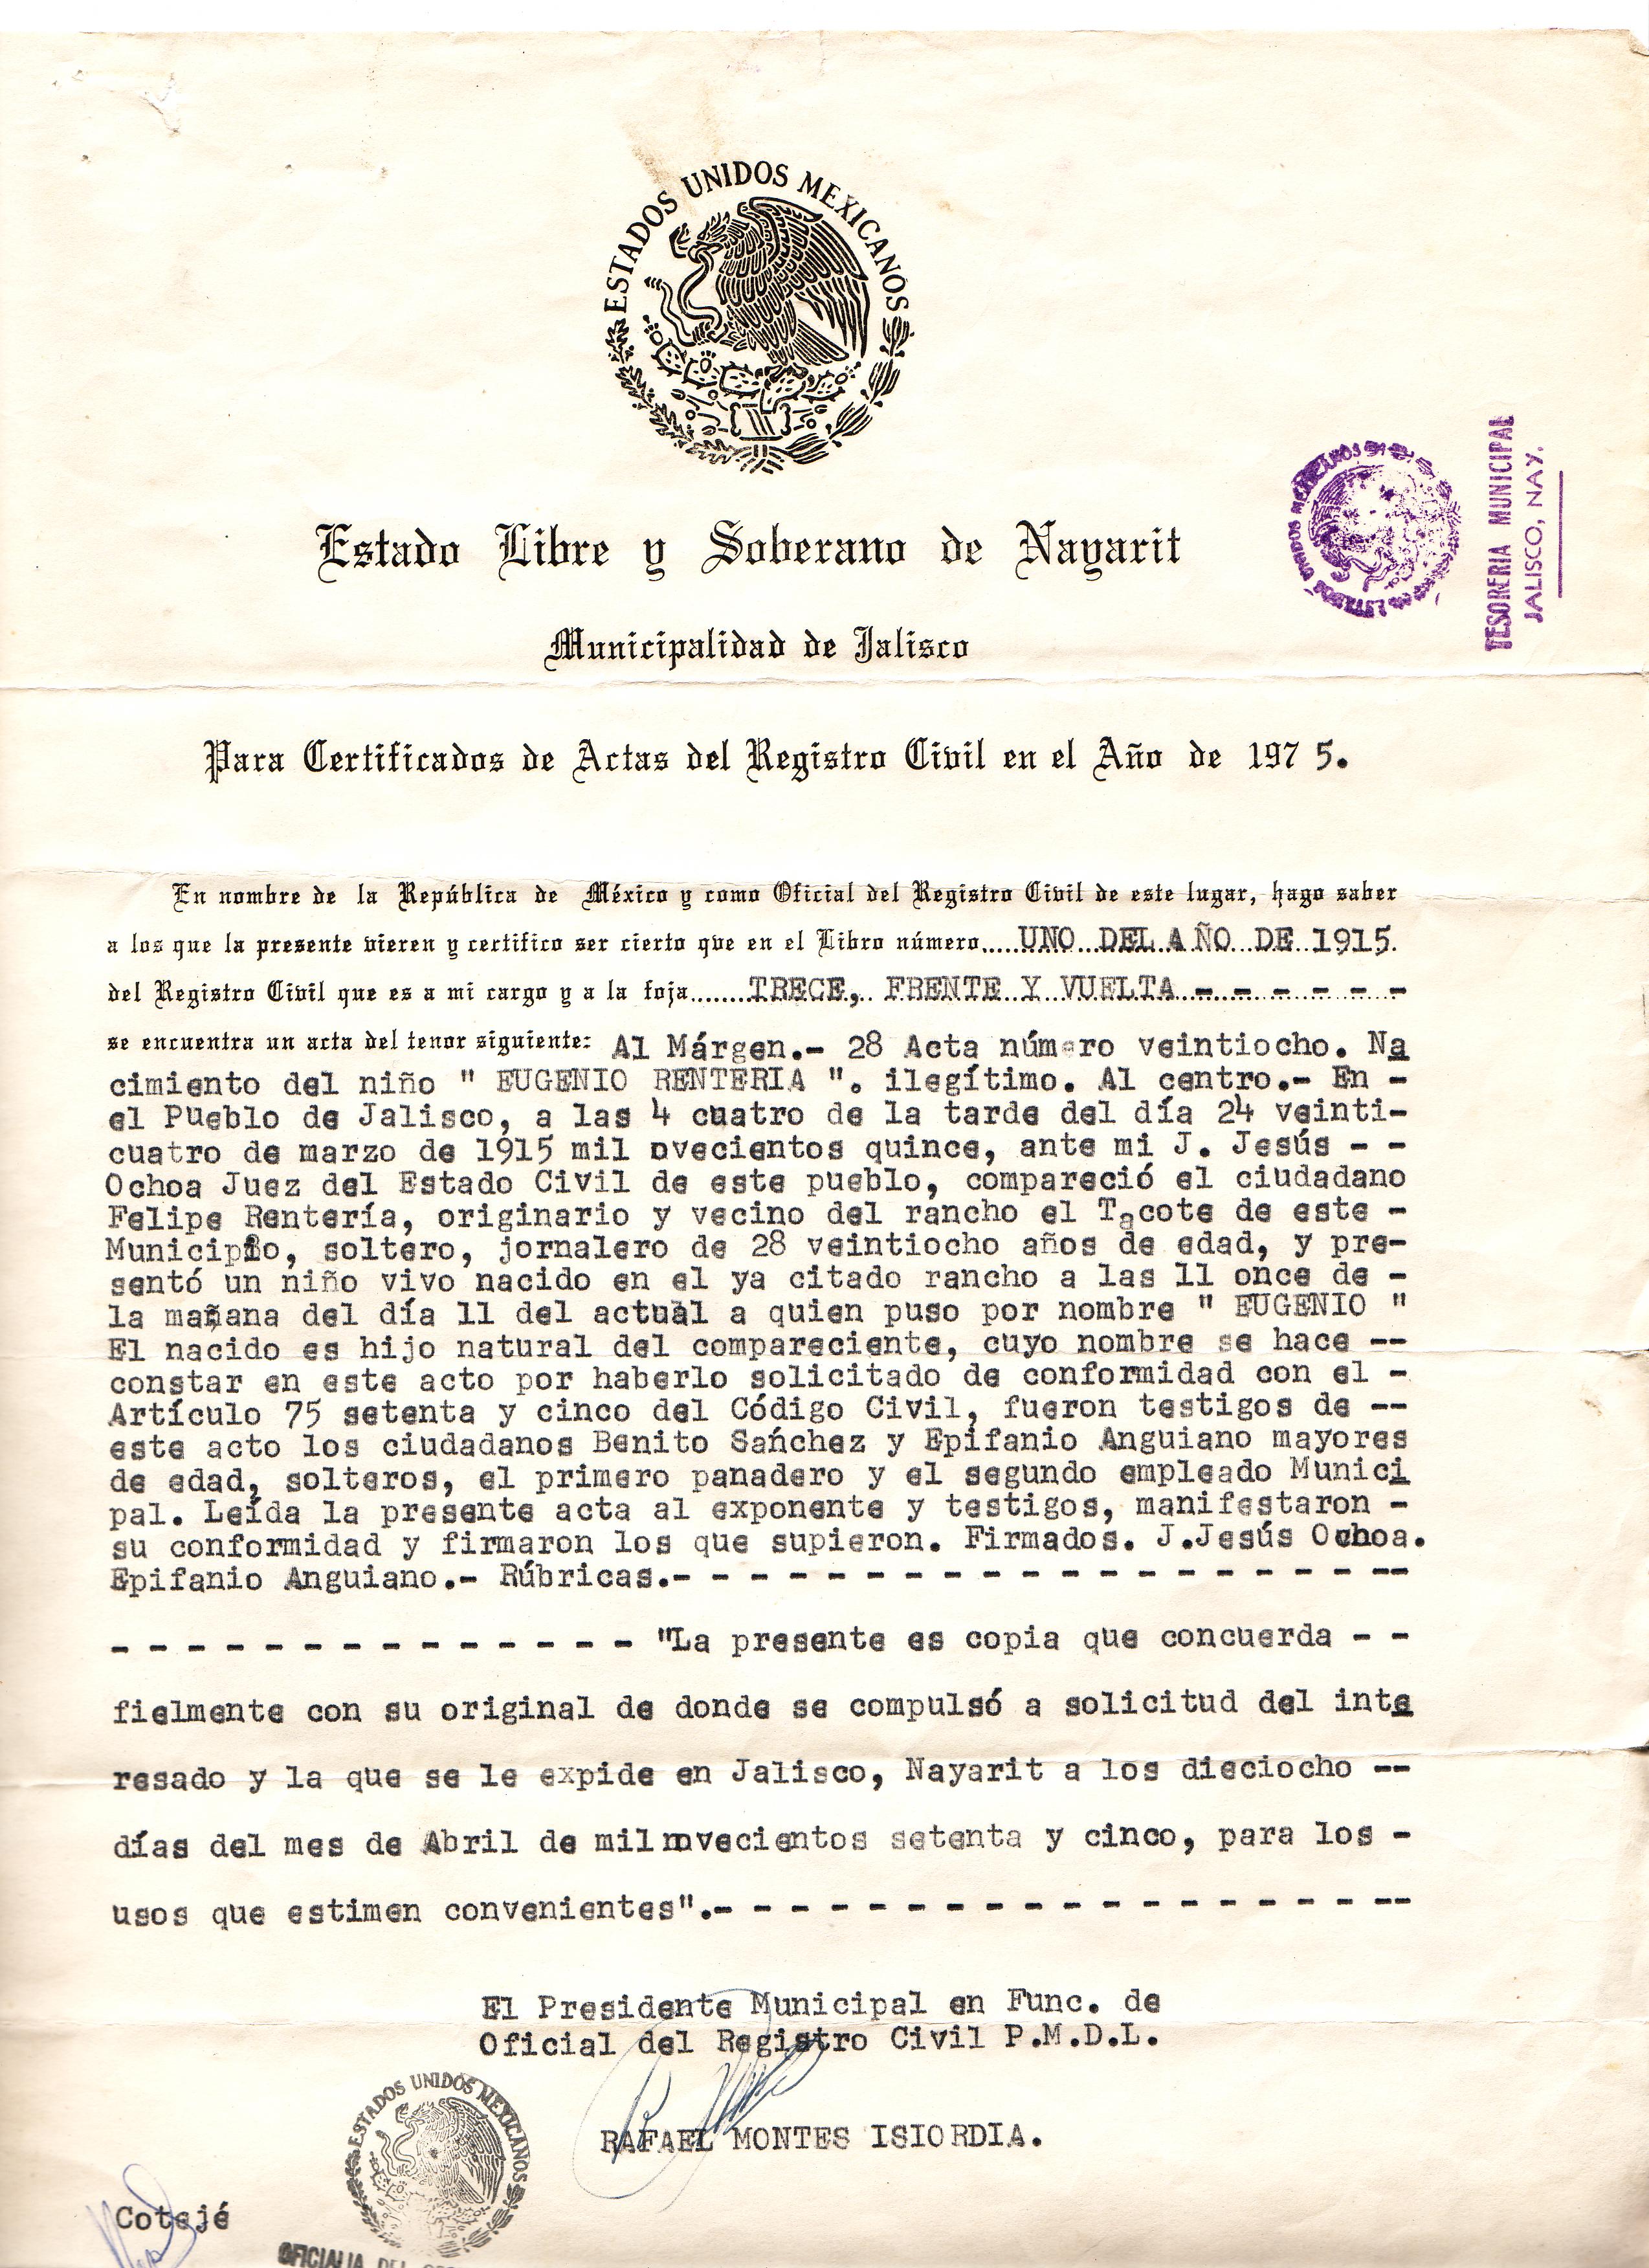 ESTADOS UNIDOS MEXICANOS
Estado Libre y Soberano de Nayarit
ESTADOS UNIDOS MEXICANOS
TESORERIA MUNICIPAL
JALISCO, NAY.
Municipalidad de Jalisco
Para Certificados de Actas del Registro Civil en el Año de 197 5.
En nombre de la República de México y como Oficial del Registro Civil de este lugar, hago saber
a los que la presente vieren y certifico ser cierto que en el Libro número.....UNO DEL AÑO DE 1915.
del Registro Civil que es a mi cargo y a la foja.......TRECE, FRENTE Y VUELTA - - - - - -
se encuentra un acta del tenor siguiente: Al Márgen.- 28 Acta número veintiocho. Na
cimiento del niño " EUGENIO RENTERIA ". ilegítimo. Al centro.- En -
el Pueblo de Jalisco, a las 4 cuatro de la tarde del día 24 veinti-
cuatro de marzo de 1915 mil nvecientos quince, ante mi J. Jesús - -
Ochoa Juez del Estado Civil de este pueblo, compareció el ciudadano
Felipe Rentería, originario y vecino del rancho el Tacote de este -
Municipio, soltero, jornalero de 28 veintiocho años de edad, y pre-
sentó un niño vivo nacido en el ya citado rancho a las 11 once de -
la mañana del día 11 del actual a quien puso por nombre " EUGENIO "
El nacido es hijo natural del compareciente, cuyo nombre se hace --
constar en este acto por haberlo solicitado de conformidad con el -
Artículo 75 setenta y cinco del Código Civil, fueron testigos de --
este acto los ciudadanos Benito Sańchez y Epifanio Anguiano mayores
de edad, solteros, el primero panadero y el segundo empleado Munici
pal. Leída la presente acta al exponente y testigos, manifestaron -
su conformidad y firmaron los que supieron. Firmados. J.Jesús Ochoa.
Epifanio Anguiano.- Rúbricas.- - - - - - - - - - - - - - - - - - --
- - - - - - - - - - - - - - "La presente es copia que concuerda - -
fielmente con su original de donde se compulsó a solicitud del inte
resado y la que se le expide en Jalisco, Nayarit a los dieciocho --
días del mes de Abril de mil novecientos setenta y cinco, para los -
usos que estimen convenientes".- - - - - - - - - - - - - - - - - --
El Presidente Municipal en Func. de
Oficial del Registro Civil P.M.D.L.
ESTADOS UNIDOS MEXICANOS
RAFAEL MONTES ISIORDIA.
Cotejé
OFICIALIA DEL